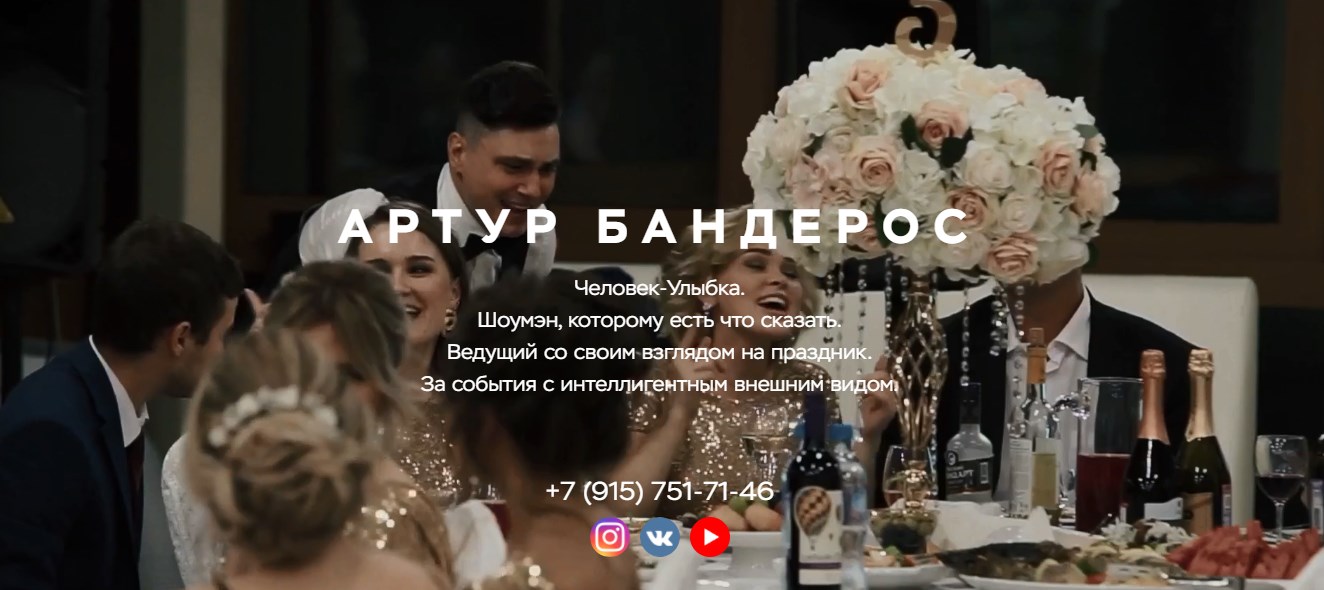 АРТУР БАНДЕРОС
Человек-Улыбка.
Шоумэн, которому есть что сказать.
Ведущий со своим взглядом на праздник.
За события с интеллигентным внешним видом.
+7 (915) 751-71-46